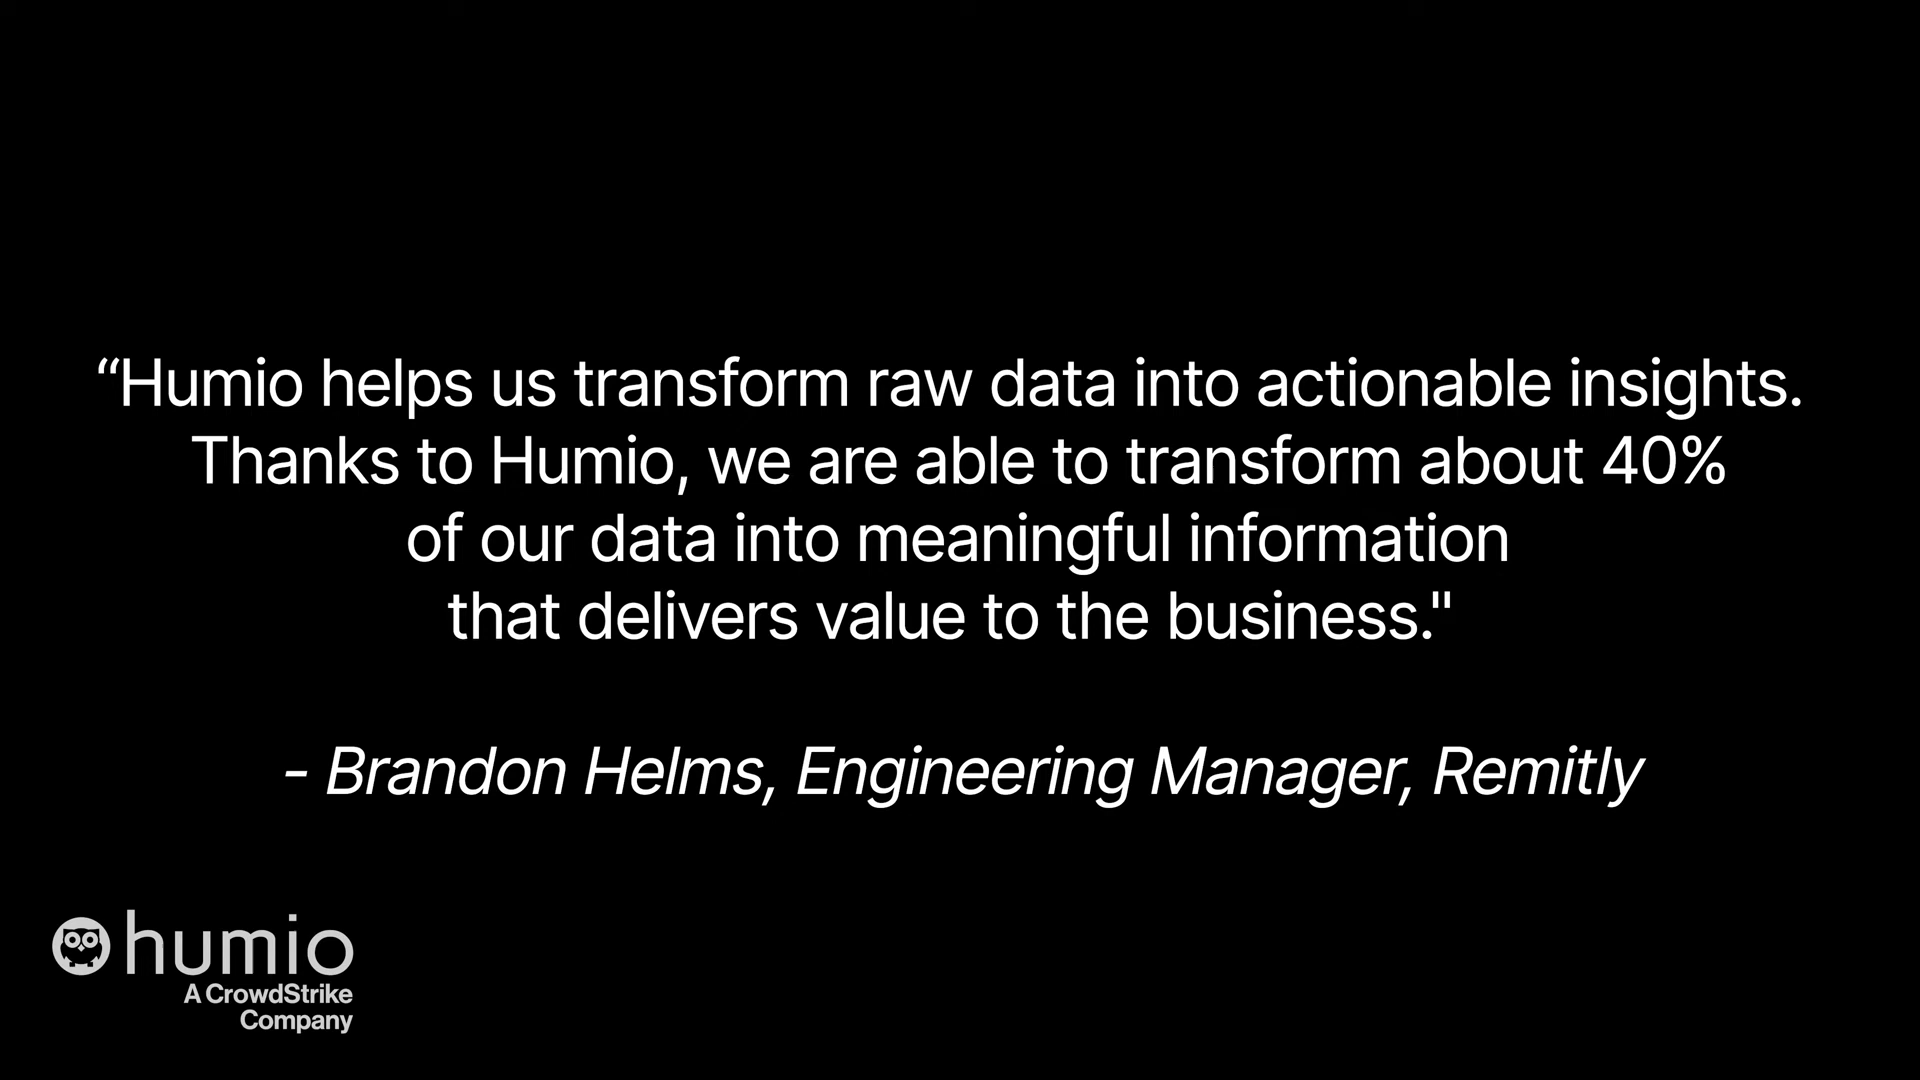 “Humio helps us transform raw data into actionable insights.
Thanks to Humio, we are able to transform about 40%
of our data into meaningful information
that delivers value to the business."
- Brandon Helms, Engineering Manager, Remitly
humio
A CrowdStrike
Company